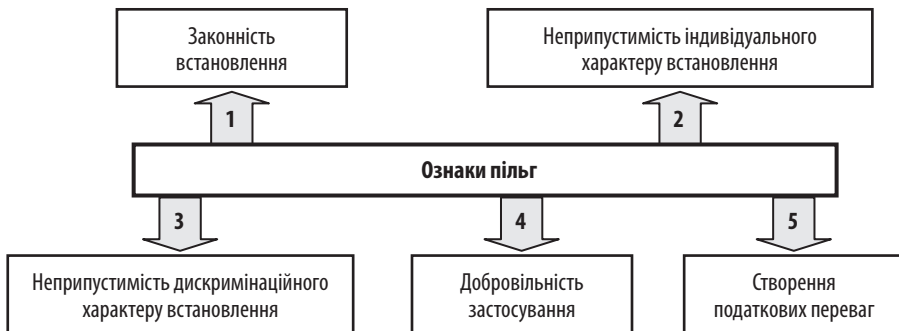 Законність
встановлення
Неприпустимість індивідуального
характеру встановлення
1
2
Ознаки пільг
3
4
5
Неприпустимість дискримінаційного
характеру встановлення
Добровільність
застосування
Створення
податкових переваг